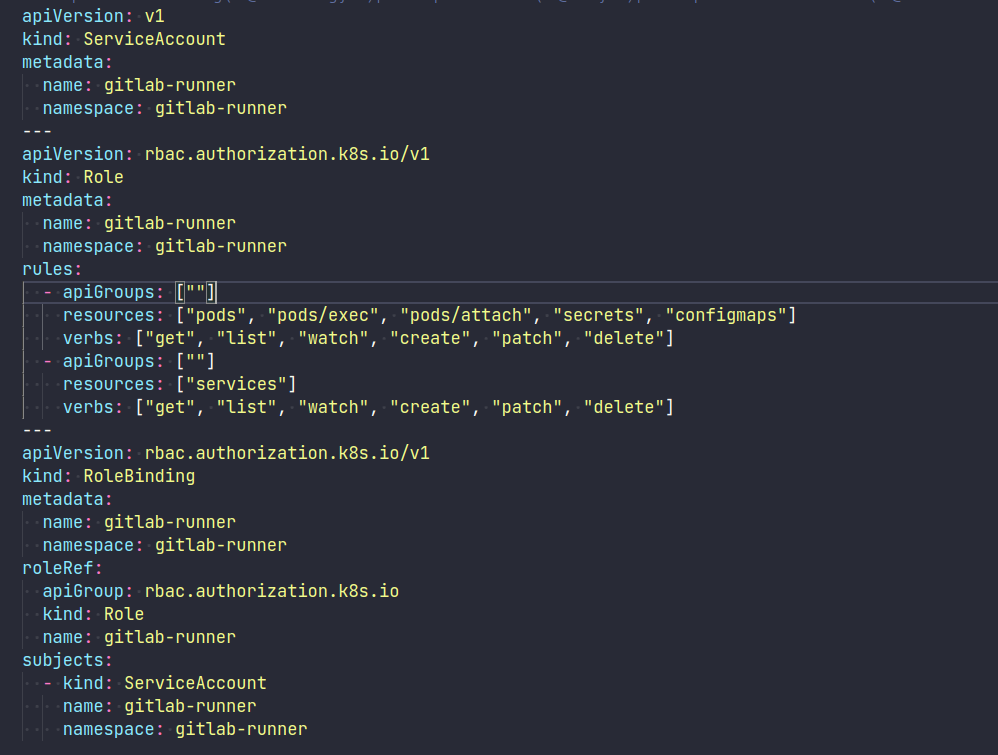 apiVersion: v1
kind: ServiceAccount
metadata:
  name: gitlab-runner
  namespace: gitlab-runner
---
apiVersion: rbac.authorization.k8s.io/v1
kind: Role
metadata:
  name: gitlab-runner
  namespace: gitlab-runner
rules:
  - apiGroups: [""]
    resources: ["pods", "pods/exec", "pods/attach", "secrets", "configmaps"]
    verbs: ["get", "list", "watch", "create", "patch", "delete"]
  - apiGroups: [""]
    resources: ["services"]
    verbs: ["get", "list", "watch", "create", "patch", "delete"]
---
apiVersion: rbac.authorization.k8s.io/v1
kind: RoleBinding
metadata:
  name: gitlab-runner
  namespace: gitlab-runner
roleRef:
  apiGroup: rbac.authorization.k8s.io
  kind: Role
  name: gitlab-runner
subjects:
  - kind: ServiceAccount
    name: gitlab-runner
    namespace: gitlab-runner